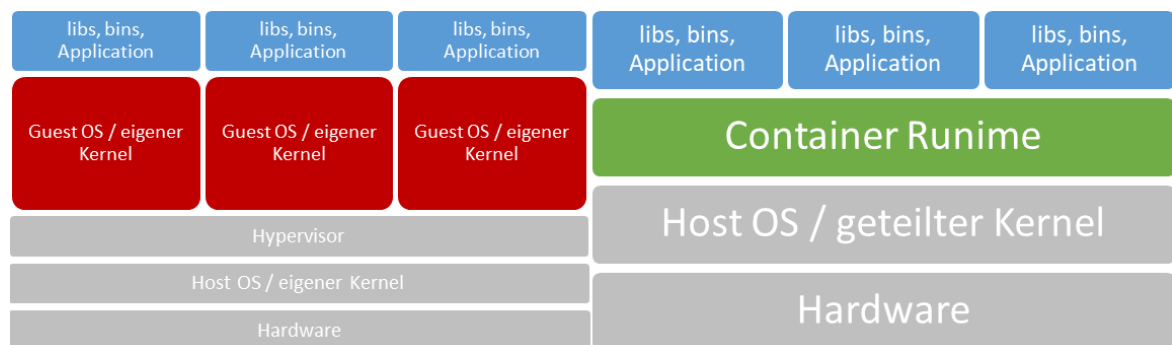 libs, bins,
Application
libs, bins,
Application
libs, bins,
Application
Guest OS / eigener
Kernel
Guest OS / eigener
Kernel
Guest OS / eigener
Kernel
Hypervisor
Host OS / eigener Kernel
Hardware
libs, bins,
Application
libs, bins,
Application
libs, bins,
Application
Container Runime
Host OS / geteilter Kernel
Hardware